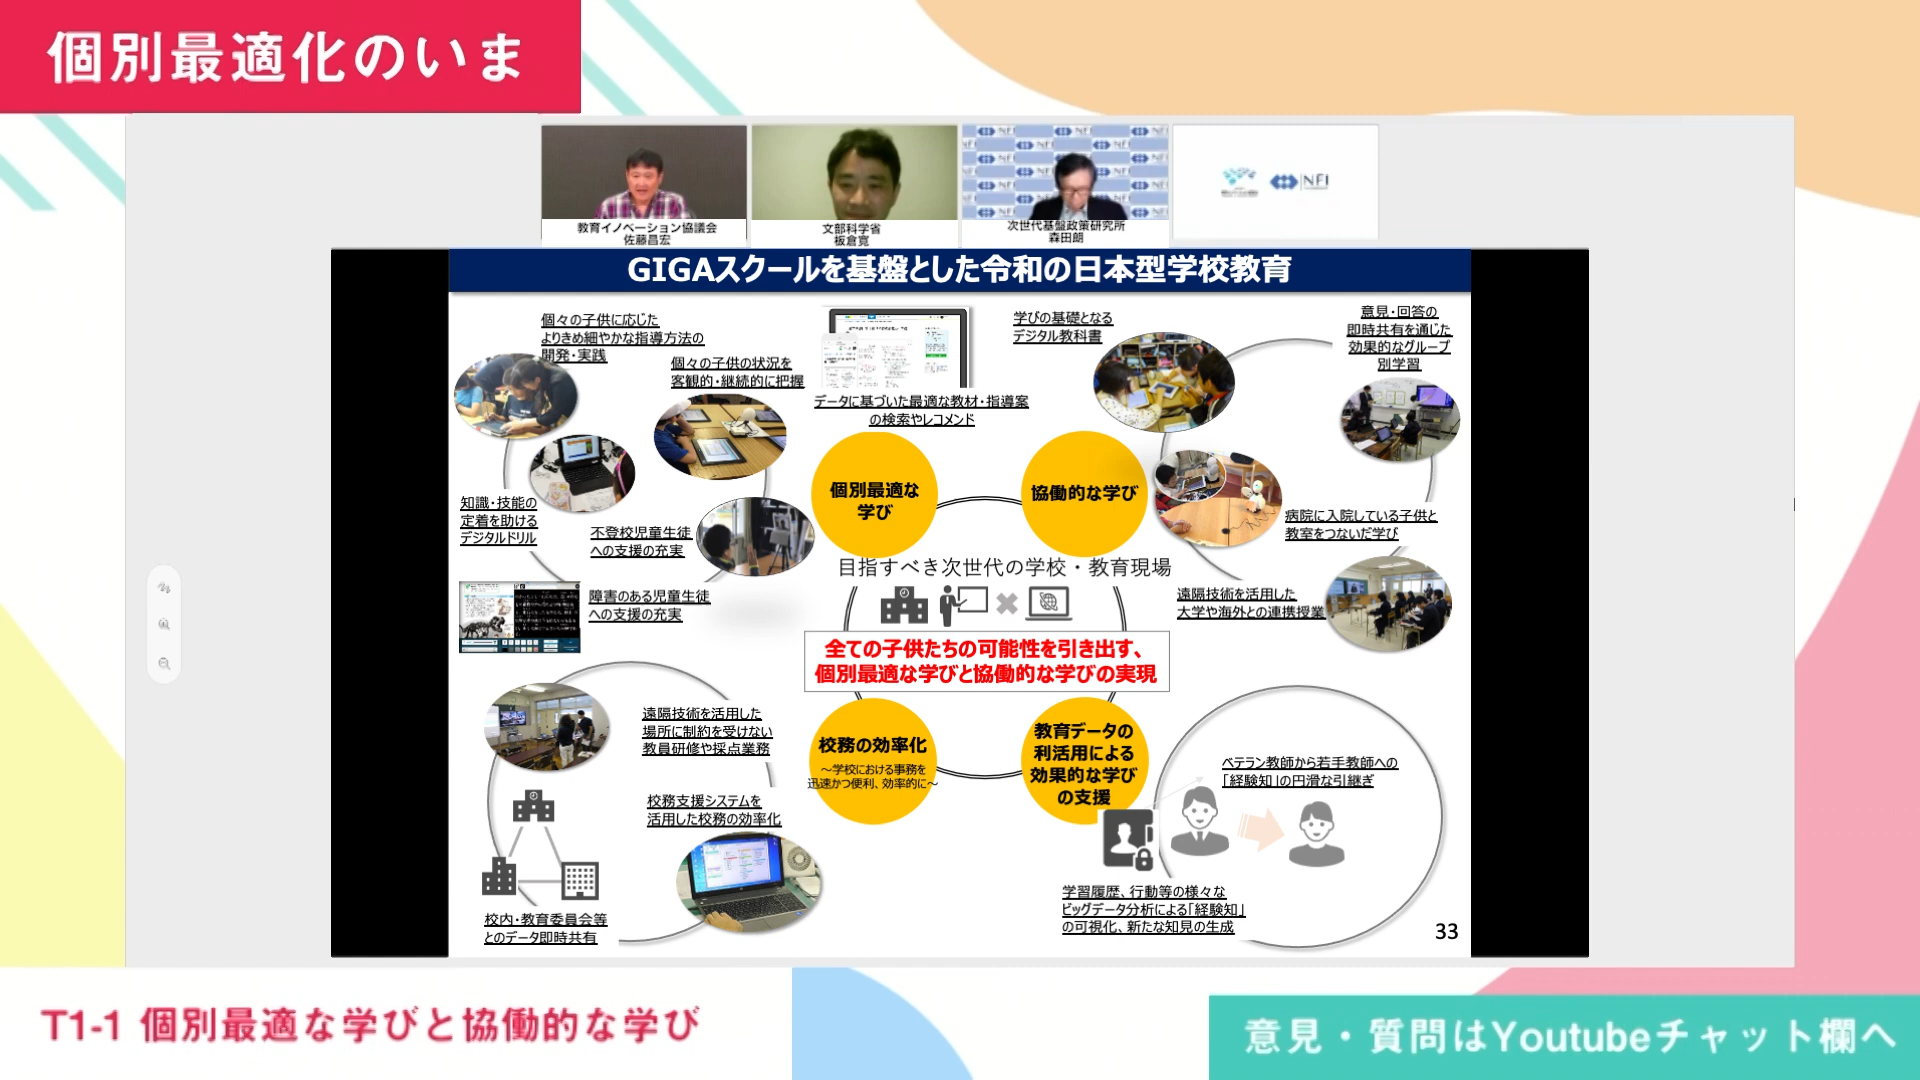 個別最適化のいま
教育イノベーション協議会
佐藤昌宏
文部科学省
板倉寛
次世代基盤政策研究所
森田朗
NFI
GIGAスクールを基盤とした令和の日本型学校教育
個々の子供に応じた
よりきめ細やかな指導方法の
開発・実践
個々の子供の状況を
客観的・継続的に把握
データに基づいた最適な教材・指導案
の検索やレコメンド
学びの基礎となる
デジタル教科書
意見・回答の
即時共有を通じた
効果的なグループ
別学習
知識・技能の
定着を助ける
デジタルドリル
不登校児童生徒
への支援の充実
障害のある児童生徒
への支援の充実
個別最適な
学び
協働的な学び
病院に入院している子供と
教室をつないだ学び
遠隔技術を活用した
大学や海外との連携授業
目指すべき次世代の学校・教育現場
全ての子供たちの可能性を引き出す、
個別最適な学びと協働的な学びの実現
遠隔技術を活用した
場所に制約を受けない
教員研修や採点業務
校務支援システムを
活用した校務の効率化
校内・教育委員会等
とのデータ即時共有
校務の効率化
～学校における事務を
迅速かつ便利、効率的に～
教育データの
利活用による
効果的な学び
の支援
ベテラン教師から若手教師への
「経験知」の円滑な引継ぎ
学習履歴、行動等の様々な
ビッグデータ分析による「経験知」
の可視化、新たな知見の生成
33
T1-1 個別最適な学びと協働的な学び
意見・質問はYoutubeチャット欄へ